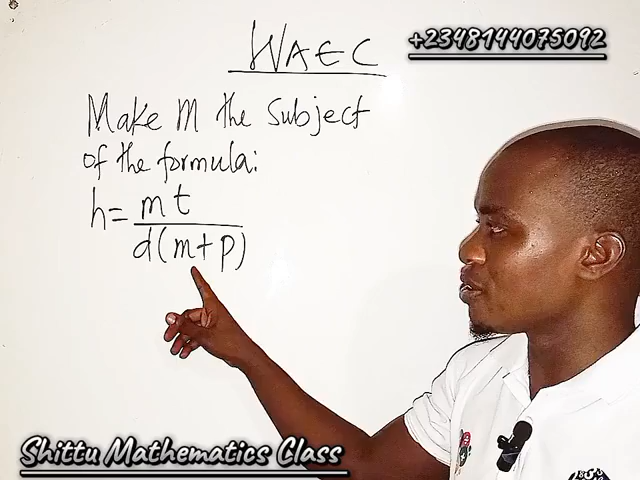 WAEC
+2348144075092
Make m the subject
of the formula:
h= mt
d(m+p)
Shittu Mathematics Class